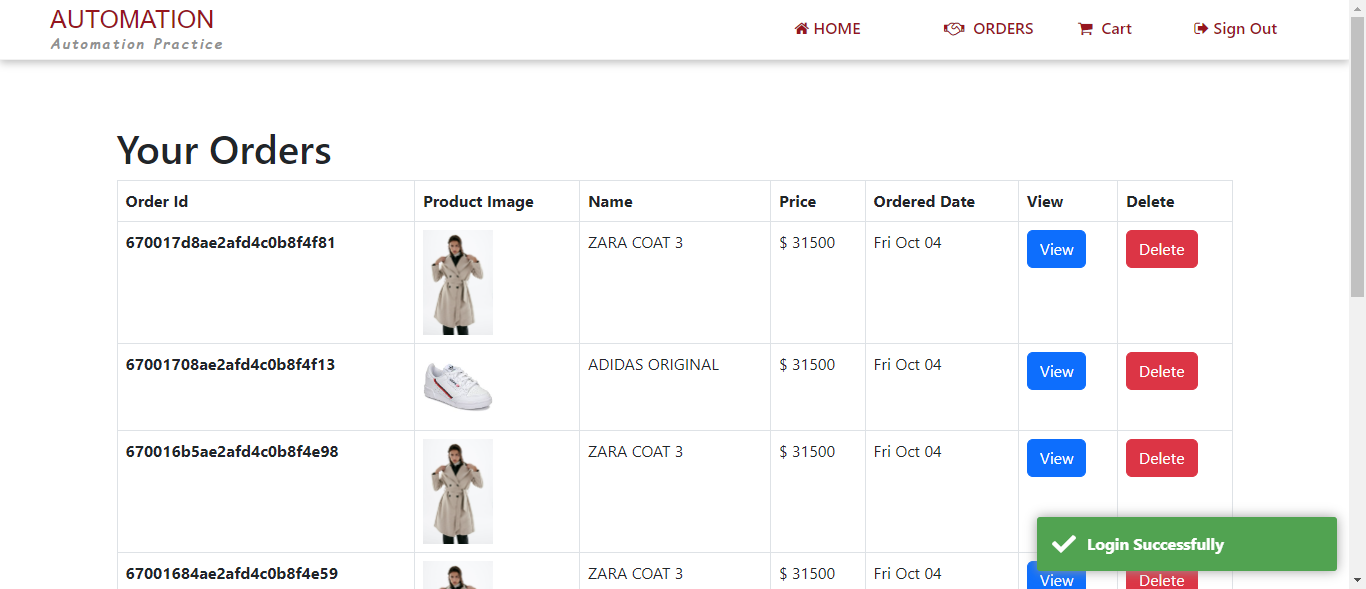 AUTOMATION
Automation Practice
HOME ORDERS Cart Sign Out
Your Orders
Order Id Product Image Name Price Ordered Date View Delete
670017d8ae2afd4c0b8f4f81 ZARA COAT 3 $ 31500 Fri Oct 04 View Delete
67001708ae2afd4c0b8f4f13 ADIDAS ORIGINAL $ 31500 Fri Oct 04 View Delete
670016b5ae2afd4c0b8f4e98 ZARA COAT 3 $ 31500 Fri Oct 04 View Delete
Login Successfully
67001684ae2afd4c0b8f4e59 ZARA COAT 3 $ 31500 Fri Oct 04 View Delete